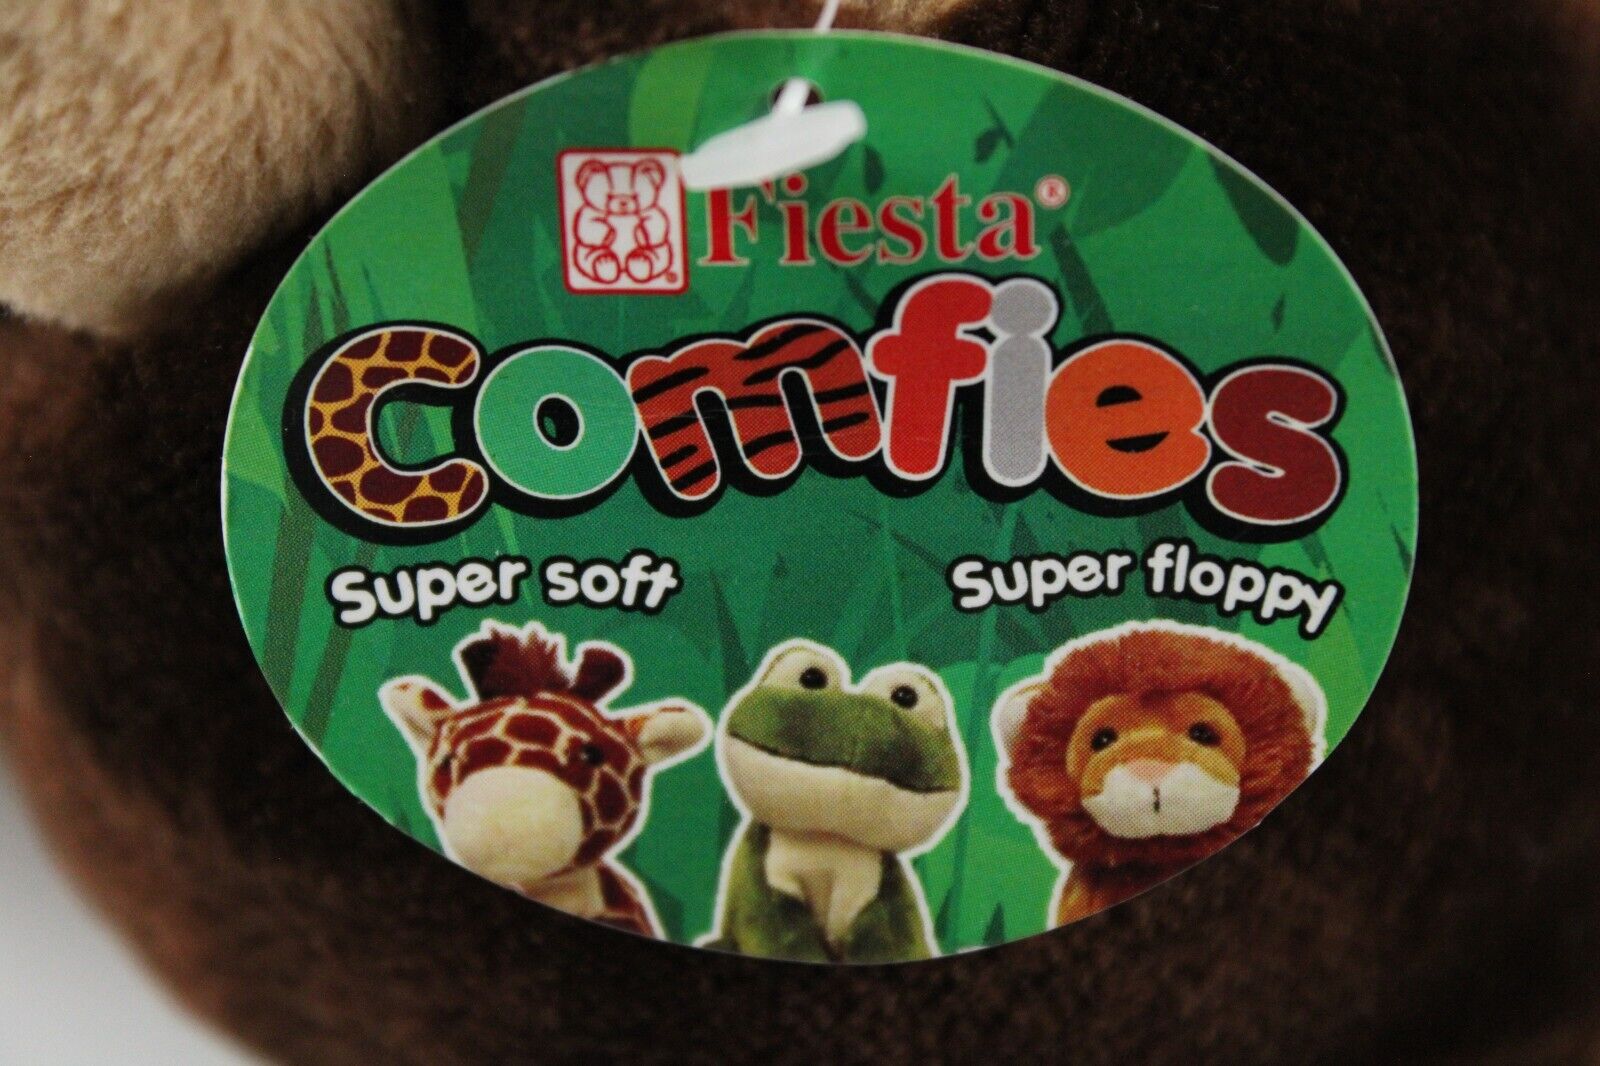 Fiesta®
Comfies
Super soft
Super floppy